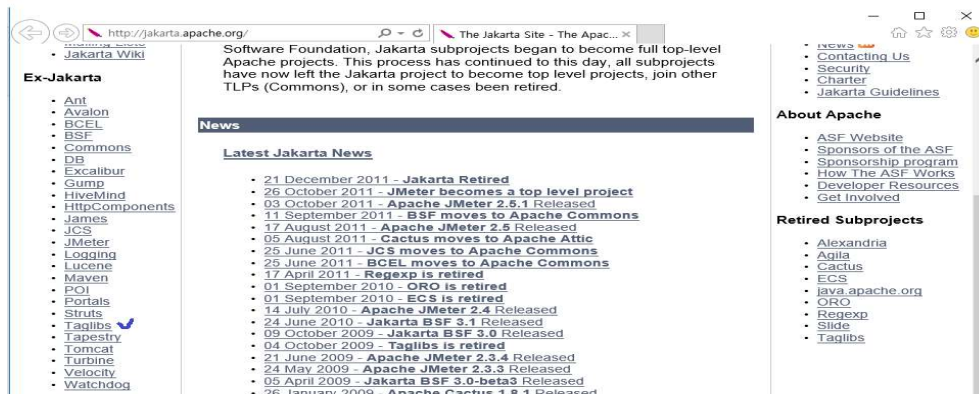 http://jakarta.apache.org/
The Jakarta Site - The Apac...
Mailing Lists
Jakarta Wiki
Ex-Jakarta
Ant
Avalon
BCEL
BSF
Commons
DB
Excalibur
Gump
HiveMind
HttpComponents
James
JCS
JMeter
Logging
Lucene
Maven
POI
Portals
Struts
Taglibs
Tapestry
Tomcat
Turbine
Velocity
Watchdog
Software Foundation, Jakarta subprojects began to become full top-level
Apache projects. This process has continued to this day, all subprojects
have now left the Jakarta project to become top level projects, join other
TLPs (Commons), or in some cases been retired.
News
Latest Jakarta News
21 December 2011 - Jakarta Retired
26 October 2011 - JMeter becomes a top level project
03 October 2011 - Apache JMeter 2.5.1 Released
11 September 2011 - BSF moves to Apache Commons
17 August 2011 - Apache JMeter 2.5 Released
05 August 2011 - Cactus moves to Apache Attic
25 June 2011 - JCS moves to Apache Commons
25 June 2011 - BCEL moves to Apache Commons
17 April 2011 - Regexp is retired
01 September 2010 - ORO is retired
01 September 2010 - ECS is retired
14 July 2010 - Apache JMeter 2.4 Released
24 June 2010 - Jakarta BSF 3.1 Released
09 October 2009 - Jakarta BSF 3.0 Released
04 October 2009 - Taglibs is retired
21 June 2009 - Apache JMeter 2.3.4 Released
24 May 2009 - Apache JMeter 2.3.3 Released
05 April 2009 - Jakarta BSF 3.0-beta3 Released
26 January 2009 - Apache Cactus 1.8.1 Released
News
Contacting Us
Security
Charter
Jakarta Guidelines
About Apache
ASF Website
Sponsors of the ASF
Sponsorship program
How The ASF Works
Developer Resources
Get Involved
Retired Subprojects
Alexandria
Agila
Cactus
ECS
java.apache.org
ORO
Regexp
Slide
Taglibs